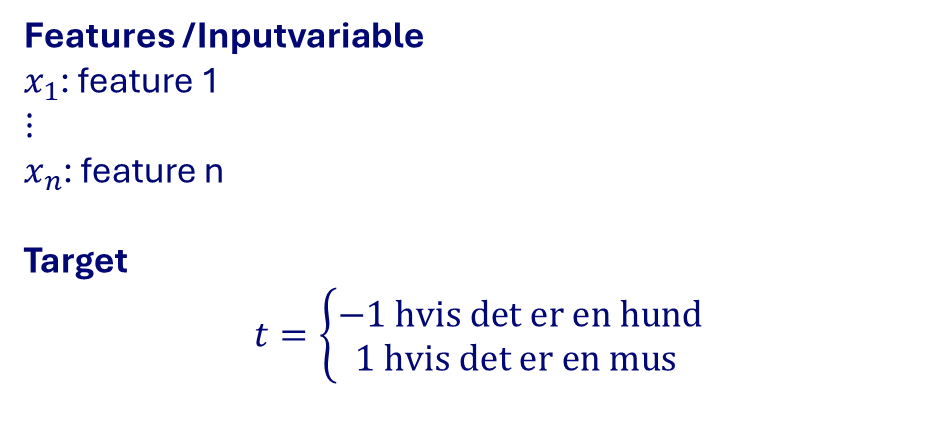 Features /Inputvariable
x₁: feature 1
⋮
xₙ: feature n
Target
t = {−1 hvis det er en hund
1 hvis det er en mus